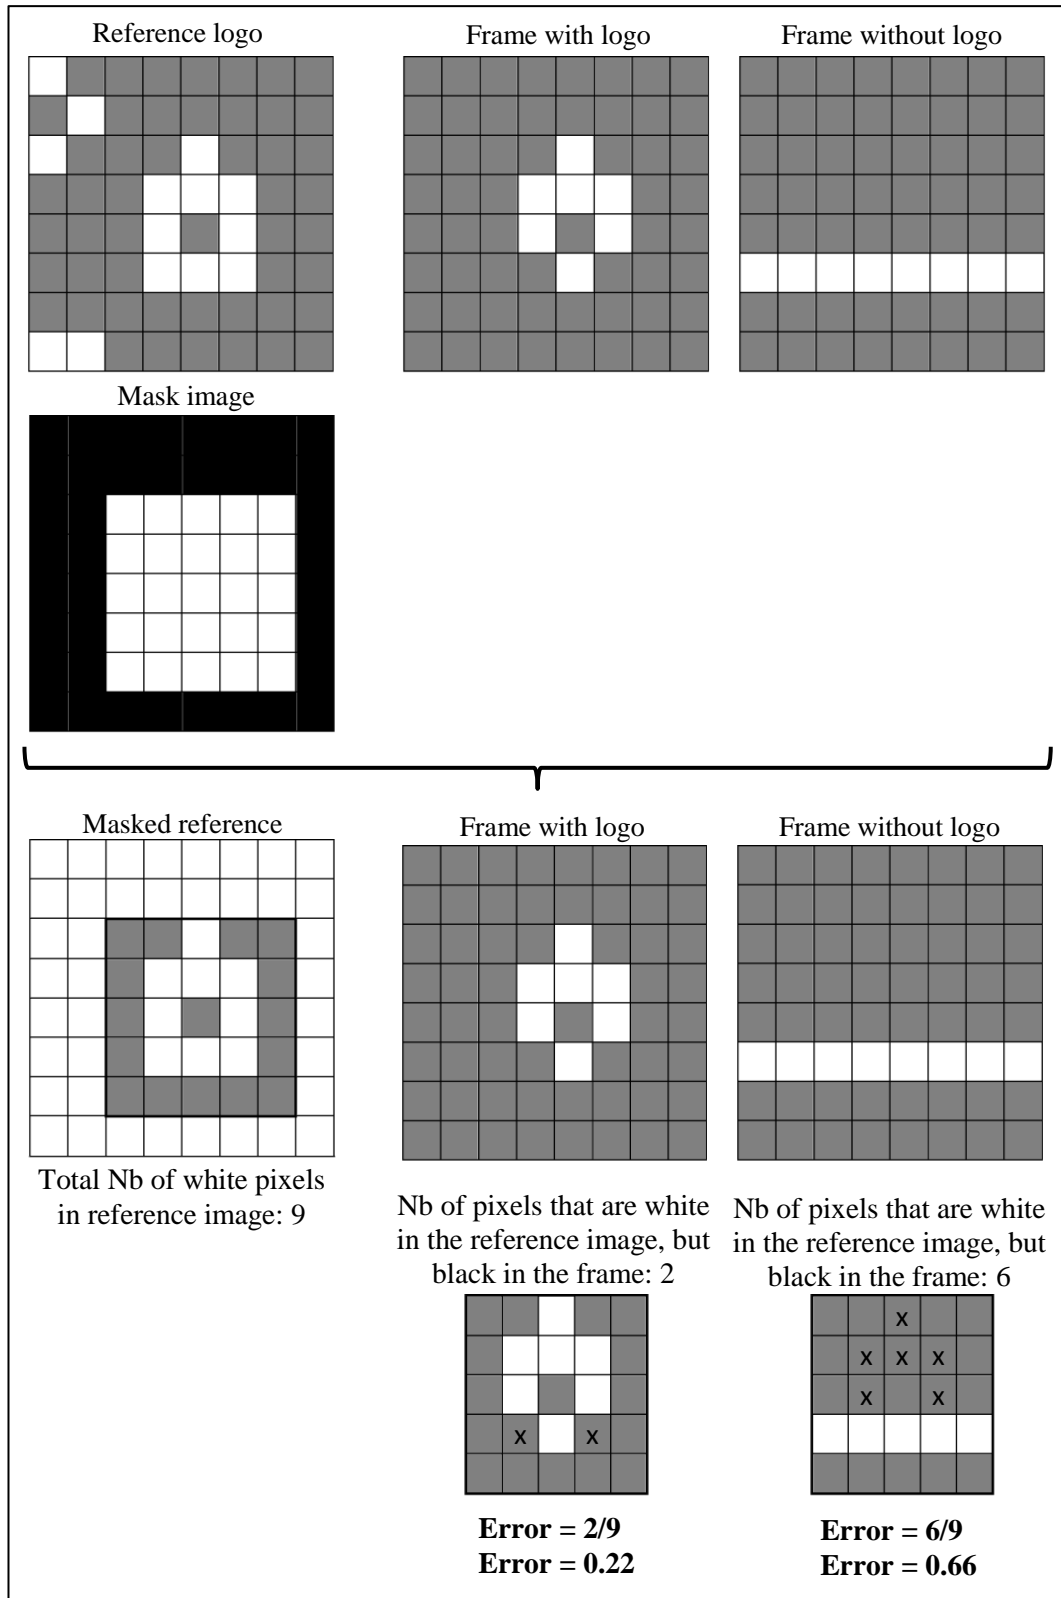 Reference logo
Frame with logo
Frame without logo
Mask image
Masked reference
Frame with logo
Frame without logo
Total Nb of white pixels
in reference image: 9
Nb of pixels that are white
in the reference image, but
black in the frame: 2
Nb of pixels that are white
in the reference image, but
black in the frame: 6
x x
x
x x x
x x
Error = 2/9
Error = 0.22
Error = 6/9
Error = 0.66